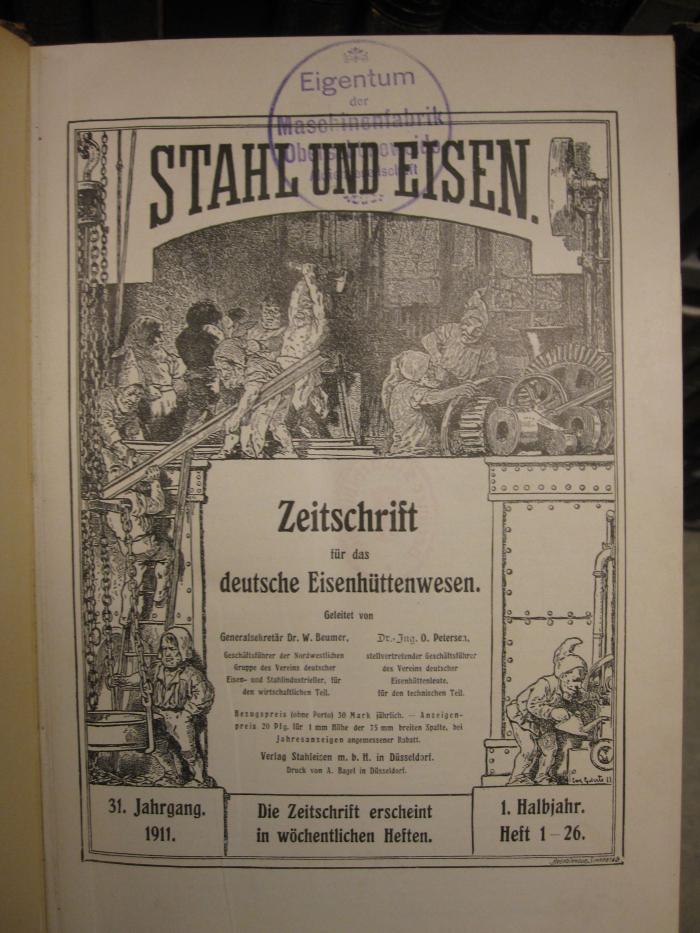 Eigentum
der
Maschinenfabrik
STAHL UND EISEN.
Zeitschrift
für das
deutsche Eisenhüttenwesen.
Geleitet von
Generalsekretär Dr. W. Beumer,
Geschäftsführer der Nordwestlichen
Gruppe des Vereins deutscher
Eisen- und Stahlindustrieller, für
den wirtschaftlichen Teil.
Dr.-Ing. O. Petersen,
stellvertretender Geschäftsführer
des Vereins deutscher
Eisenhüttenleute,
für den technischen Teil.
Bezugspreis (ohne Porto) 30 Mark jährlich. — Anzeigen-
preis 20 Pfg. für 1 mm Höhe der 75 mm breiten Spalte, bei
Jahresanzeigen angemessener Rabatt.
Verlag Stahleisen m. b. H. in Düsseldorf.
Druck von A. Bagel in Düsseldorf.
31. Jahrgang.
1911.
Die Zeitschrift erscheint
in wöchentlichen Heften.
1. Halbjahr.
Heft 1–26.